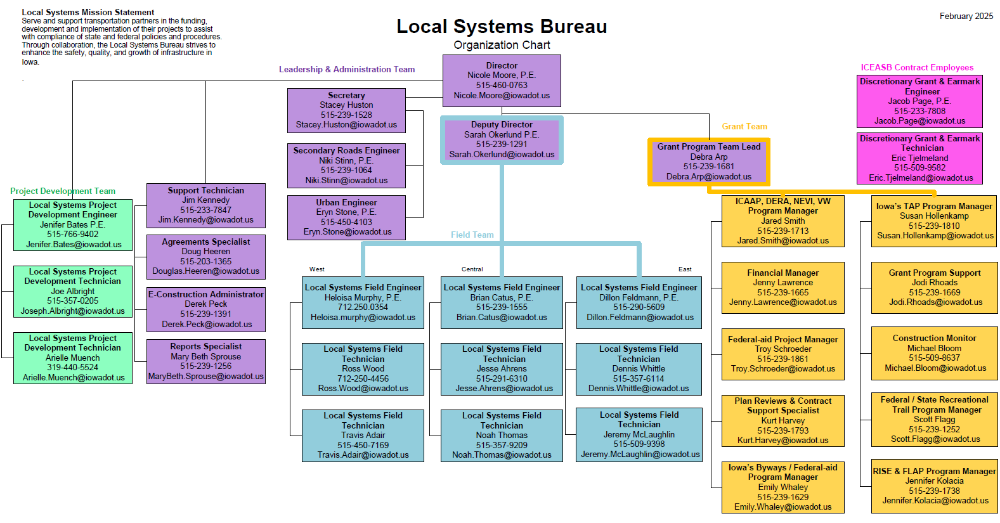 Local Systems Mission Statement
Serve and support transportation partners in the funding,
development and implementation of their projects to assist
with compliance of state and federal policies and procedures.
Through collaboration, the Local Systems Bureau strives to
enhance the safety, quality, and growth of infrastructure in
Iowa.
.
Local Systems Bureau
Organization Chart
February 2025
Leadership & Administration Team
Director
Nicole Moore, P.E.
515-460-0763
Nicole.Moore@iowadot.us
Secretary
Stacey Huston
515-239-1528
Stacey.Huston@iowadot.us
Secondary Roads Engineer
Niki Stinn, P.E.
515-239-1064
Niki.Stinn@iowadot.us
Urban Engineer
Eryn Stone, P.E.
515-450-4103
Eryn.Stone@iowadot.us
Deputy Director
Sarah Okerlund P.E.
515-239-1291
Sarah.Okerlund@iowadot.us
Grant Team
Grant Program Team Lead
Debra Arp
515-239-1681
Debra.Arp@iowadot.us
ICEASB Contract Employees
Discretionary Grant & Earmark
Engineer
Jacob Page, P.E.
515-233-7808
Jacob.Page@iowadot.us
Discretionary Grant & Earmark
Technician
Eric Tjelmeland
515-509-9582
Eric.Tjelmeland@iowadot.us
Project Development Team
Local Systems Project
Development Engineer
Jenifer Bates P.E.
515-766-9402
Jenifer.Bates@iowadot.us
Local Systems Project
Development Technician
Joe Albright
515-357-0205
Joseph.Albright@iowadot.us
Local Systems Project
Development Technician
Arielle Muench
319-440-5524
Arielle.Muench@iowadot.us
Support Technician
Jim Kennedy
515-233-7847
Jim.Kennedy@iowadot.us
Agreements Specialist
Doug Heeren
515-203-1365
Douglas.Heeren@iowadot.us
E-Construction Administrator
Derek Peck
515-239-1391
Derek.Peck@iowadot.us
Reports Specialist
Mary Beth Sprouse
515-239-1256
MaryBeth.Sprouse@iowadot.us
Field Team
West
Local Systems Field Engineer
Heloisa Murphy, P.E.
712.250.0354
Heloisa.murphy@iowadot.us
Local Systems Field
Technician
Ross Wood
712-250-4456
Ross.Wood@iowadot.us
Local Systems Field
Technician
Travis Adair
515-450-7169
Travis.Adair@iowadot.us
Central
Local Systems Field Engineer
Brian Catus, P.E.
515-239-1555
Brian.Catus@iowadot.us
Local Systems Field
Technician
Jesse Ahrens
515-291-6310
Jesse.Ahrens@iowadot.us
Local Systems Field
Technician
Noah Thomas
515-357-9209
Noah.Thomas@iowadot.us
East
Local Systems Field Engineer
Dillon Feldmann, P.E.
515-290-5609
Dillon.Feldmann@iowadot.us
Local Systems Field
Technician
Dennis Whittle
515-357-6114
Dennis.Whittle@iowadot.us
Local Systems Field
Technician
Jeremy McLaughlin
515-509-9398
Jeremy.McLaughlin@iowadot.us
ICAAP, DERA, NEVI, VW
Program Manager
Jared Smith
515-239-1713
Jared.Smith@iowadot.us
Financial Manager
Jenny Lawrence
515-239-1665
Jenny.Lawrence@iowadot.us
Federal-aid Project Manager
Troy Schroeder
515-239-1861
Troy.Schroeder@iowadot.us
Plan Reviews & Contract
Support Specialist
Kurt Harvey
515-239-1793
Kurt.Harvey@iowadot.us
Iowa's Byways / Federal-aid
Program Manager
Emily Whaley
515-239-1629
Emily.Whaley@iowadot.us
Iowa's TAP Program Manager
Susan Hollenkamp
515-239-1810
Susan.Hollenkamp@iowadot.us
Grant Program Support
Jodi Rhoads
515-239-1669
Jodi.Rhoads@iowadot.us
Construction Monitor
Michael Bloom
515-509-8637
Michael.Bloom@iowadot.us
Federal / State Recreational
Trail Program Manager
Scott Flagg
515-239-1252
Scott.Flagg@iowadot.us
RISE & FLAP Program Manager
Jennifer Kolacia
515-239-1738
Jennifer.Kolacia@iowadot.us